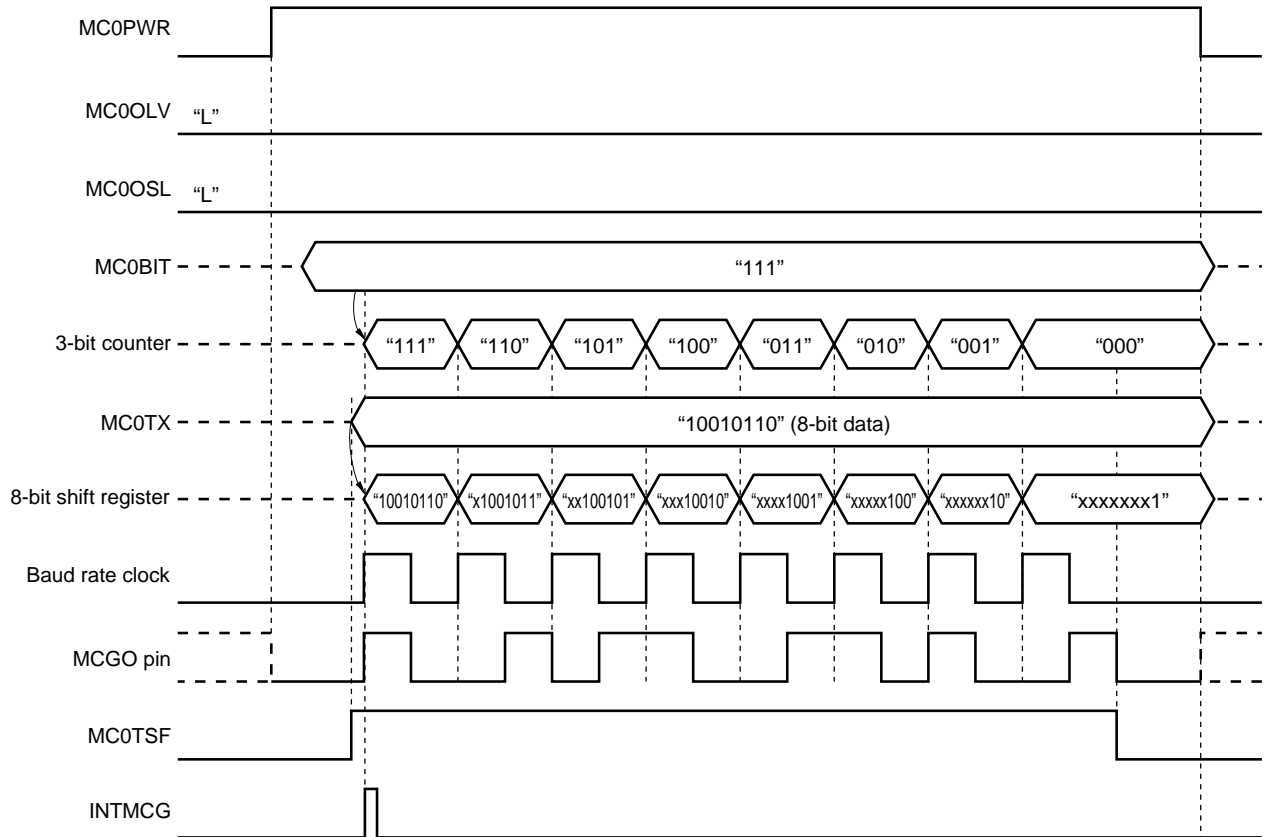 MC0PWR
MC0OLV “L”
MC0OSL “L”
MC0BIT “111”
3-bit counter “111” “110” “101” “100” “011” “010” “001” “000”
MC0TX “10010110” (8-bit data)
8-bit shift register “10010110” “x1001011” “xx100101” “xxx10010” “xxxx1001” “xxxxx100” “xxxxxx10” “xxxxxxx1”
Baud rate clock
MCGO pin
MC0TSF
INTMCG